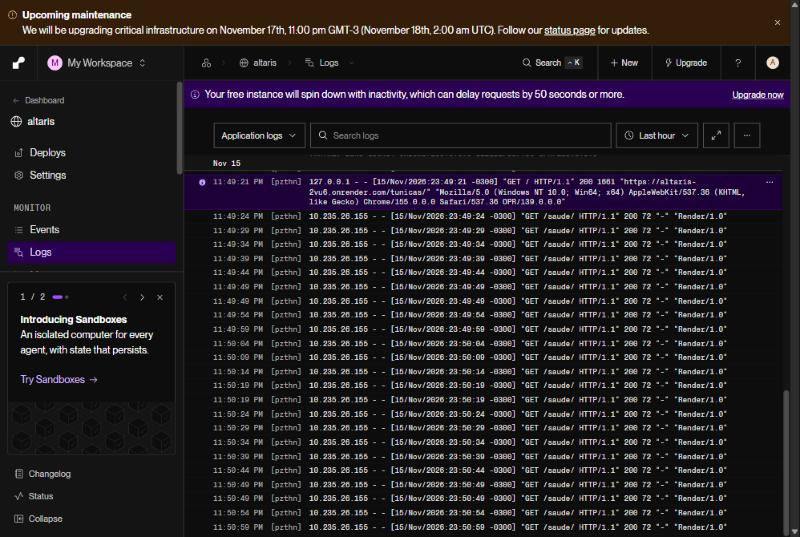 Upcoming maintenance
We will be upgrading critical infrastructure on November 17th, 11:00 pm GMT-3 (November 18th, 2:00 am UTC). Follow our status page for updates.
M My Workspace
altaris
Logs
Search K
+ New
Upgrade
?
A
← Dashboard
altaris
Deploys
Settings
MONITOR
Events
Logs
1 / 2
Introducing Sandboxes
An isolated computer for every
agent, with state that persists.
Try Sandboxes →
Changelog
Status
Collapse
Your free instance will spin down with inactivity, which can delay requests by 50 seconds or more.
Upgrade now
Application logs
Search logs
Last hour
Nov 15
11:49:21 PM [pzthn] 127.0.0.1 - - [15/Nov/2026:23:49:21 -0300] "GET / HTTP/1.1" 200 1661 "https://altaris-
2vu6.onrender.com/tunicas/" "Mozilla/5.0 (Windows NT 10.0; Win64; x64) AppleWebKit/537.36 (KHTML,
like Gecko) Chrome/155.0.0.0 Safari/537.36 OPR/139.0.0.0"
11:49:24 PM [pzthn] 10.235.26.155 - - [15/Nov/2026:23:49:24 -0300] "GET /saude/ HTTP/1.1" 200 72 "-" "Render/1.0"
11:49:29 PM [pzthn] 10.235.26.155 - - [15/Nov/2026:23:49:29 -0300] "GET /saude/ HTTP/1.1" 200 72 "-" "Render/1.0"
11:49:34 PM [pzthn] 10.235.26.155 - - [15/Nov/2026:23:49:34 -0300] "GET /saude/ HTTP/1.1" 200 72 "-" "Render/1.0"
11:49:39 PM [pzthn] 10.235.26.155 - - [15/Nov/2026:23:49:39 -0300] "GET /saude/ HTTP/1.1" 200 72 "-" "Render/1.0"
11:49:44 PM [pzthn] 10.235.26.155 - - [15/Nov/2026:23:49:44 -0300] "GET /saude/ HTTP/1.1" 200 72 "-" "Render/1.0"
11:49:49 PM [pzthn] 10.235.26.155 - - [15/Nov/2026:23:49:49 -0300] "GET /saude/ HTTP/1.1" 200 72 "-" "Render/1.0"
11:49:49 PM [pzthn] 10.235.26.155 - - [15/Nov/2026:23:49:49 -0300] "GET /saude/ HTTP/1.1" 200 72 "-" "Render/1.0"
11:49:54 PM [pzthn] 10.235.26.155 - - [15/Nov/2026:23:49:54 -0300] "GET /saude/ HTTP/1.1" 200 72 "-" "Render/1.0"
11:49:59 PM [pzthn] 10.235.26.155 - - [15/Nov/2026:23:49:59 -0300] "GET /saude/ HTTP/1.1" 200 72 "-" "Render/1.0"
11:50:04 PM [pzthn] 10.235.26.155 - - [15/Nov/2026:23:50:04 -0300] "GET /saude/ HTTP/1.1" 200 72 "-" "Render/1.0"
11:50:09 PM [pzthn] 10.235.26.155 - - [15/Nov/2026:23:50:09 -0300] "GET /saude/ HTTP/1.1" 200 72 "-" "Render/1.0"
11:50:14 PM [pzthn] 10.235.26.155 - - [15/Nov/2026:23:50:14 -0300] "GET /saude/ HTTP/1.1" 200 72 "-" "Render/1.0"
11:50:19 PM [pzthn] 10.235.26.155 - - [15/Nov/2026:23:50:19 -0300] "GET /saude/ HTTP/1.1" 200 72 "-" "Render/1.0"
11:50:19 PM [pzthn] 10.235.26.155 - - [15/Nov/2026:23:50:19 -0300] "GET /saude/ HTTP/1.1" 200 72 "-" "Render/1.0"
11:50:24 PM [pzthn] 10.235.26.155 - - [15/Nov/2026:23:50:24 -0300] "GET /saude/ HTTP/1.1" 200 72 "-" "Render/1.0"
11:50:29 PM [pzthn] 10.235.26.155 - - [15/Nov/2026:23:50:29 -0300] "GET /saude/ HTTP/1.1" 200 72 "-" "Render/1.0"
11:50:34 PM [pzthn] 10.235.26.155 - - [15/Nov/2026:23:50:34 -0300] "GET /saude/ HTTP/1.1" 200 72 "-" "Render/1.0"
11:50:39 PM [pzthn] 10.235.26.155 - - [15/Nov/2026:23:50:39 -0300] "GET /saude/ HTTP/1.1" 200 72 "-" "Render/1.0"
11:50:44 PM [pzthn] 10.235.26.155 - - [15/Nov/2026:23:50:44 -0300] "GET /saude/ HTTP/1.1" 200 72 "-" "Render/1.0"
11:50:49 PM [pzthn] 10.235.26.155 - - [15/Nov/2026:23:50:49 -0300] "GET /saude/ HTTP/1.1" 200 72 "-" "Render/1.0"
11:50:49 PM [pzthn] 10.235.26.155 - - [15/Nov/2026:23:50:49 -0300] "GET /saude/ HTTP/1.1" 200 72 "-" "Render/1.0"
11:50:54 PM [pzthn] 10.235.26.155 - - [15/Nov/2026:23:50:54 -0300] "GET /saude/ HTTP/1.1" 200 72 "-" "Render/1.0"
11:50:59 PM [pzthn] 10.235.26.155 - - [15/Nov/2026:23:50:59 -0300] "GET /saude/ HTTP/1.1" 200 72 "-" "Render/1.0"